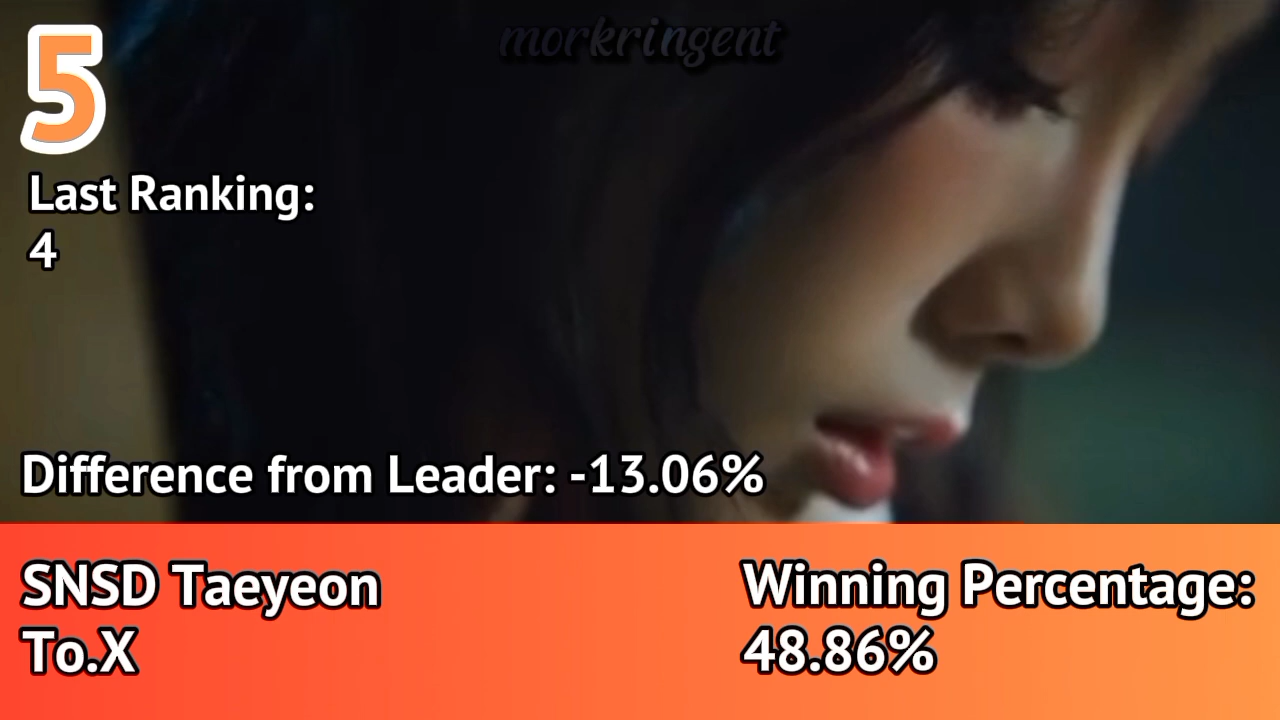 morkringent
5
Last Ranking:
4
Difference from Leader: -13.06%
SNSD Taeyeon
To.X
Winning Percentage:
48.86%